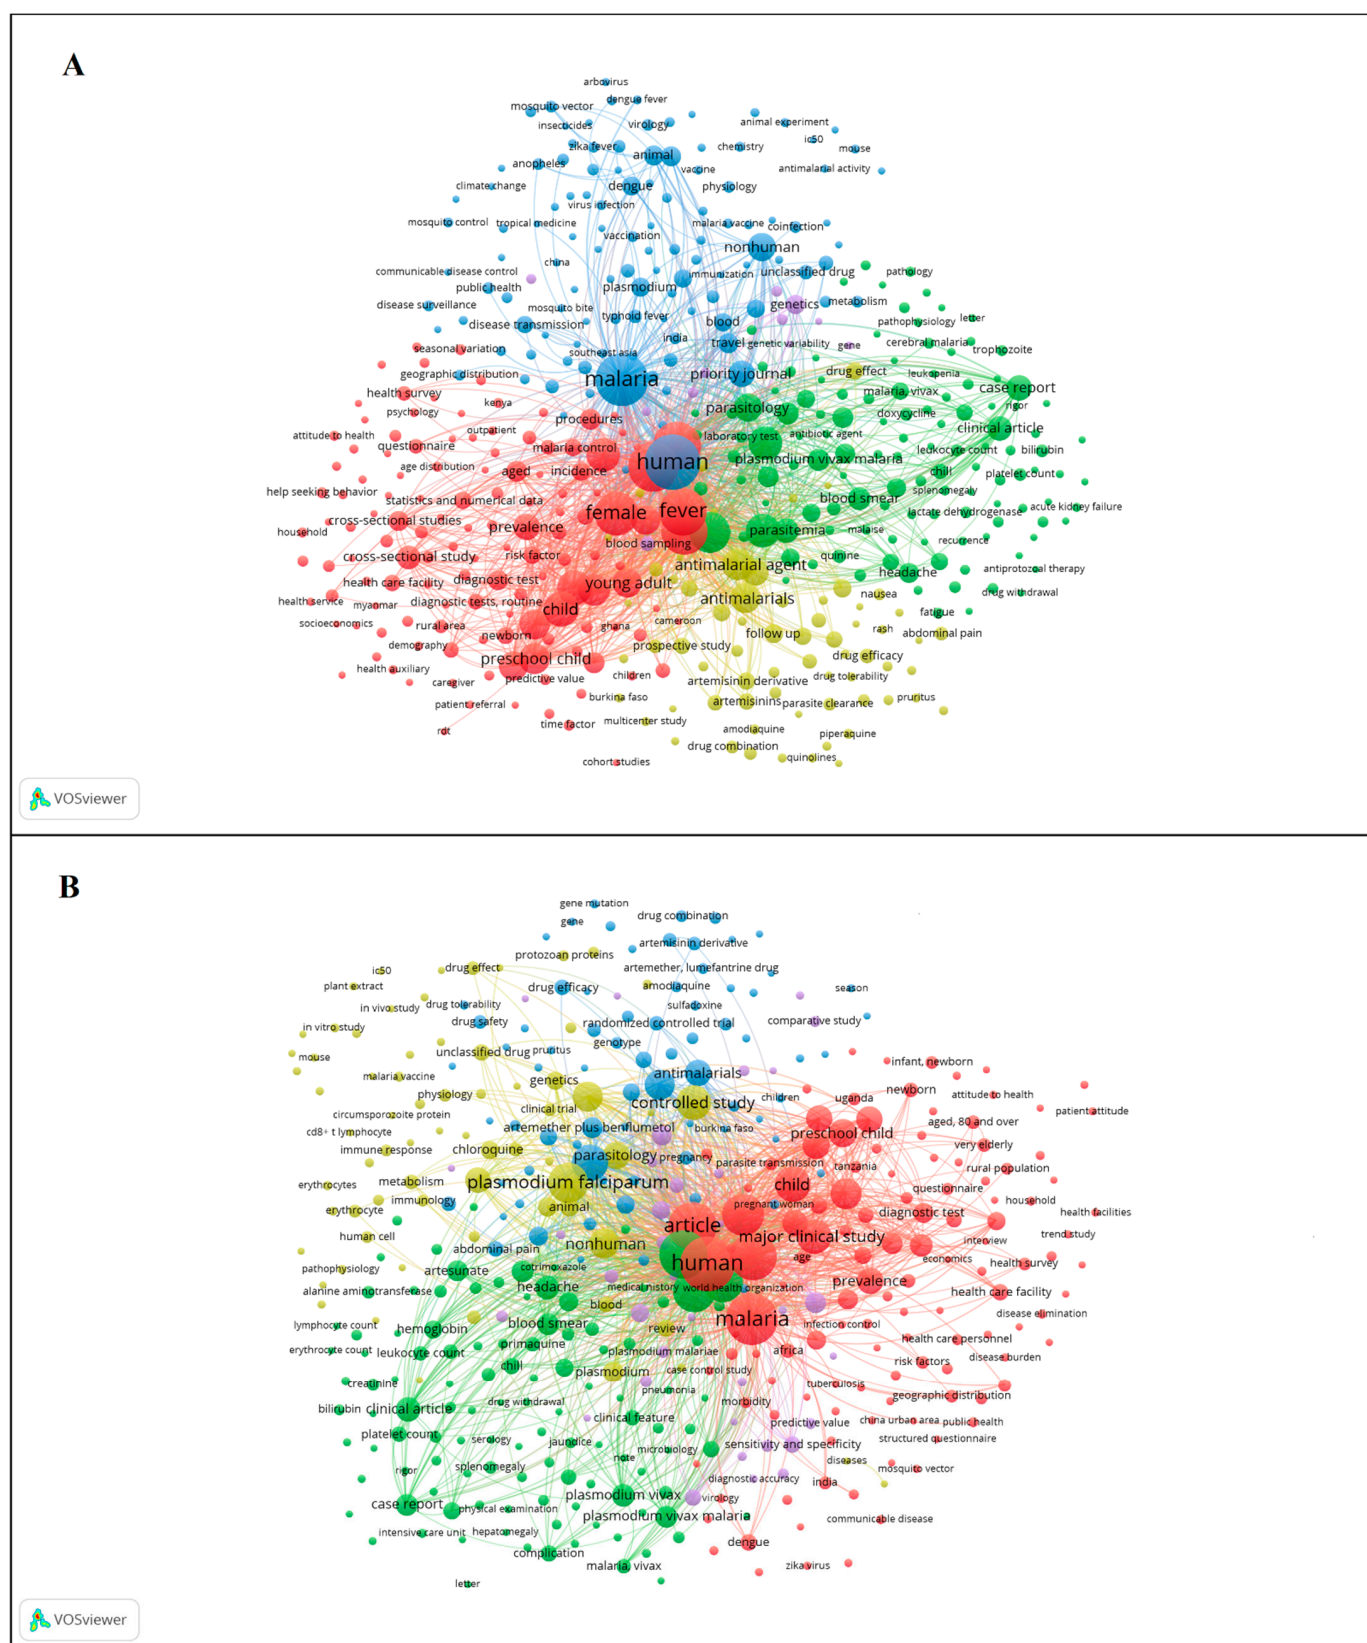 A
arbovirus
mosquito vector
dengue fever
insecticides
virology
animal experiment
ic50
zika fever
animal
chemistry
mouse
anopheles
vaccine
antimalarial activity
climate change
dengue
physiology
virus infection
mosquito control
tropical medicine
malaria vaccine
coinfection
vaccination
nonhuman
china
communicable disease control
immunization
unclassified drug
pathology
public health
plasmodium
disease surveillance
mosquito bite
genetics
metabolism
disease transmission
typhoid fever
blood
pathophysiology
letter
india
travel
genetic variability
gene
cerebral malaria
seasonal variation
southeast asia
trophozoite
geographic distribution
malaria
priority journal
drug effect
leukopenia
health survey
case report
kenya
malaria, vivax
psychology
parasitology
rigor
procedures
doxycycline
outpatient
clinical article
attitude to health
laboratory test
antibiotic agent
questionnaire
malaria control
leukocyte count
bilirubin
age distribution
aged
incidence
human
plasmodium vivax malaria
chill
platelet count
help seeking behavior
statistics and numerical data
blood smear
splenomegaly
household
cross-sectional studies
female
fever
lactate dehydrogenase
acute kidney failure
prevalence
parasitemia
malaise
blood sampling
recurrence
cross-sectional study
risk factor
quinine
antimalarial agent
antiprotozoal therapy
health care facility
diagnostic test
young adult
headache
nausea
drug withdrawal
health service
myanmar
diagnostic tests, routine
child
antimalarials
fatigue
socioeconomics
rural area
ghana
cameroon
rash
newborn
follow up
abdominal pain
demography
prospective study
preschool child
drug efficacy
health auxiliary
children
drug tolerability
caregiver
predictive value
artemisinin derivative
burkina faso
pruritus
patient referral
artemisinins
parasite clearance
rdt
time factor
multicenter study
amodiaquine
piperaquine
drug combination
quinolines
cohort studies
VOSviewer
B
gene mutation
gene
drug combination
artemisinin derivative
protozoan proteins
ic50
drug effect
artemether, lumefantrine drug
plant extract
drug efficacy
amodiaquine
season
in vivo study
drug tolerability
sulfadoxine
in vitro study
drug safety
randomized controlled trial
comparative study
genotype
mouse
unclassified drug
pruritus
infant, newborn
malaria vaccine
genetics
antimalarials
newborn
physiology
children
uganda
attitude to health
circumsporozoite protein
clinical trial
controlled study
patient attitude
cd8+ t lymphocyte
artemether plus benflumetol
burkina faso
preschool child
aged, 80 and over
immune response
chloroquine
parasitology
pregnancy
very elderly
parasite transmission
tanzania
rural population
erythrocytes
metabolism
plasmodium falciparum
child
questionnaire
immunology
household
erythrocyte
animal
pregnant woman
diagnostic test
health facilities
article
human cell
major clinical study
trend study
abdominal pain
nonhuman
interview
age
economics
pathophysiology
artesunate
cotrimoxazole
human
health survey
alanine aminotransferase
headache
medical history
world health organization
prevalence
health care facility
blood
disease elimination
lymphocyte count
hemoglobin
blood smear
malaria
review
infection control
erythrocyte count
leukocyte count
primaquine
plasmodium malariae
africa
health care personnel
disease burden
chill
plasmodium
case control study
risk factors
creatinine
pneumonia
tuberculosis
geographic distribution
bilirubin
clinical article
drug withdrawal
morbidity
clinical feature
predictive value
china urban area
public health
platelet count
serology
jaundice
microbiology
sensitivity and specificity
structured questionnaire
note
diseases
rigor
splenomegaly
diagnostic accuracy
mosquito vector
india
case report
plasmodium vivax
virology
physical examination
plasmodium vivax malaria
communicable disease
intensive care unit
hepatomegaly
dengue
complication
malaria, vivax
zika virus
letter
VOSviewer